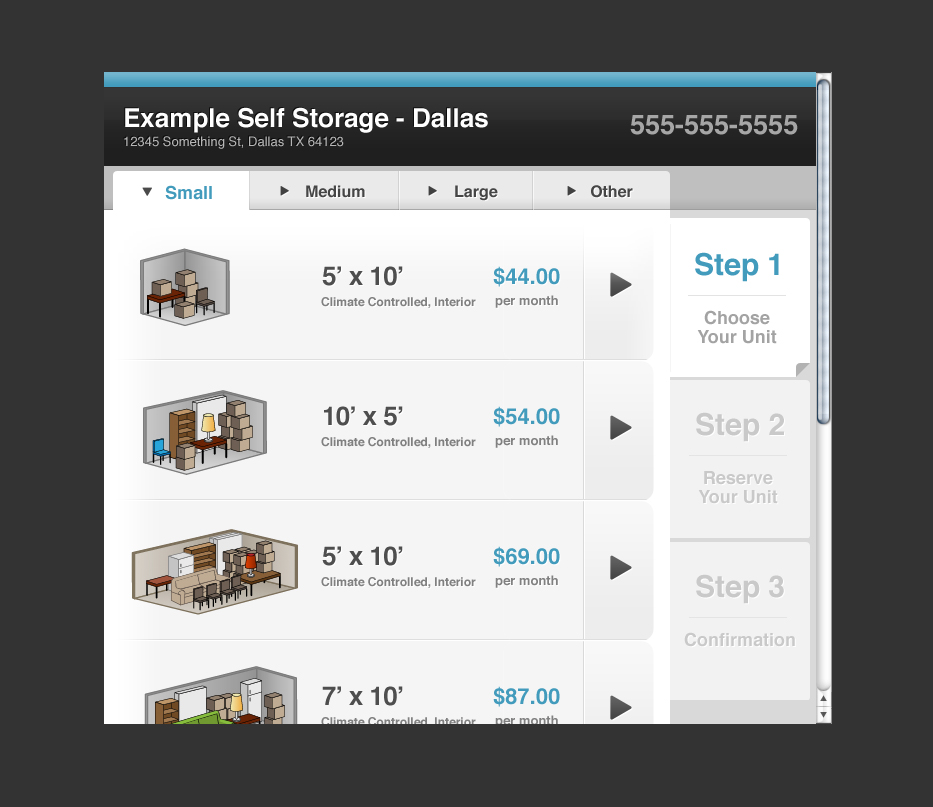 Example Self Storage - Dallas
12345 Something St, Dallas TX 64123
555-555-5555
Small
Medium
Large
Other
5’ x 10’
Climate Controlled, Interior
$44.00
per month
10’ x 5’
Climate Controlled, Interior
$54.00
per month
5’ x 10’
Climate Controlled, Interior
$69.00
per month
7’ x 10’
Climate Controlled, Interior
$87.00
per month
Step 1
Choose
Your Unit
Step 2
Reserve
Your Unit
Step 3
Confirmation